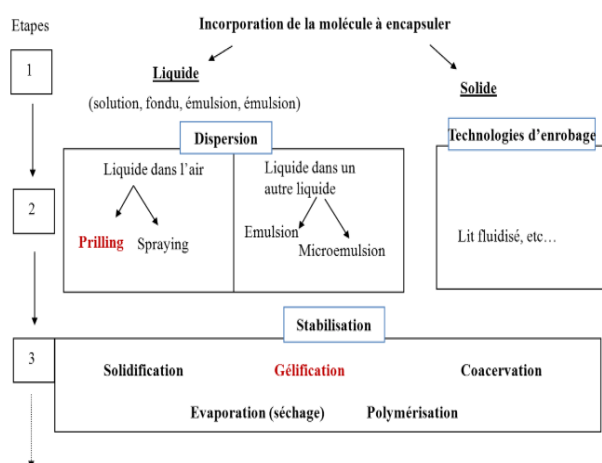 Etapes
Incorporation de la molécule à encapsuler
1
Liquide
(solution, fondu, émulsion, émulsion)
Solide
Dispersion
Technologies d'enrobage
2
Liquide dans l'air
Prilling
Spraying
Liquide dans un
autre liquide
Emulsion
Microemulsion
Lit fluidisé, etc…
Stabilisation
3
Solidification
Gélification
Coacervation
Evaporation (séchage)
Polymérisation